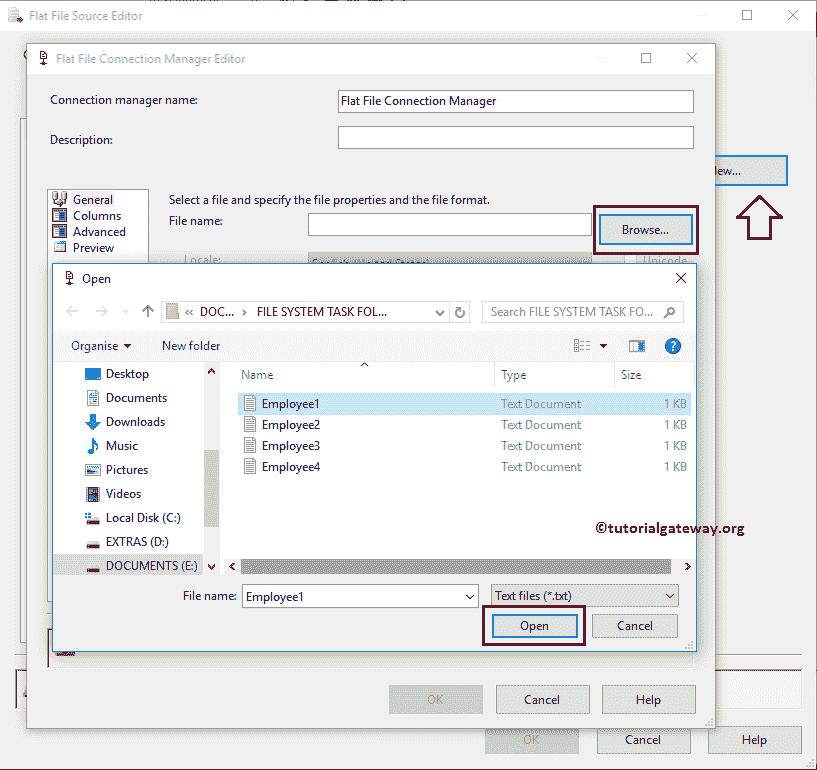 Flat File Source Editor
Flat File Connection Manager Editor
Connection manager name:
Flat File Connection Manager
Description:
New...
General
Columns
Advanced
Preview
Select a file and specify the file properties and the file format.
File name:
Browse...
Locale:
Unicode
Open
« DOC... › FILE SYSTEM TASK FOL...
Search FILE SYSTEM TASK FO...
Organise
New folder
?
Name
Type
Size
Desktop
Documents
Downloads
Music
Pictures
Videos
Local Disk (C:)
EXTRAS (D:)
DOCUMENTS (E:)
Employee1 Text Document 1 KB
Employee2 Text Document 1 KB
Employee3 Text Document 1 KB
Employee4 Text Document 1 KB
©tutorialgateway.org
File name:
Employee1
Text files (*.txt)
Open
Cancel
OK
Cancel
Help
OK
Cancel
Help